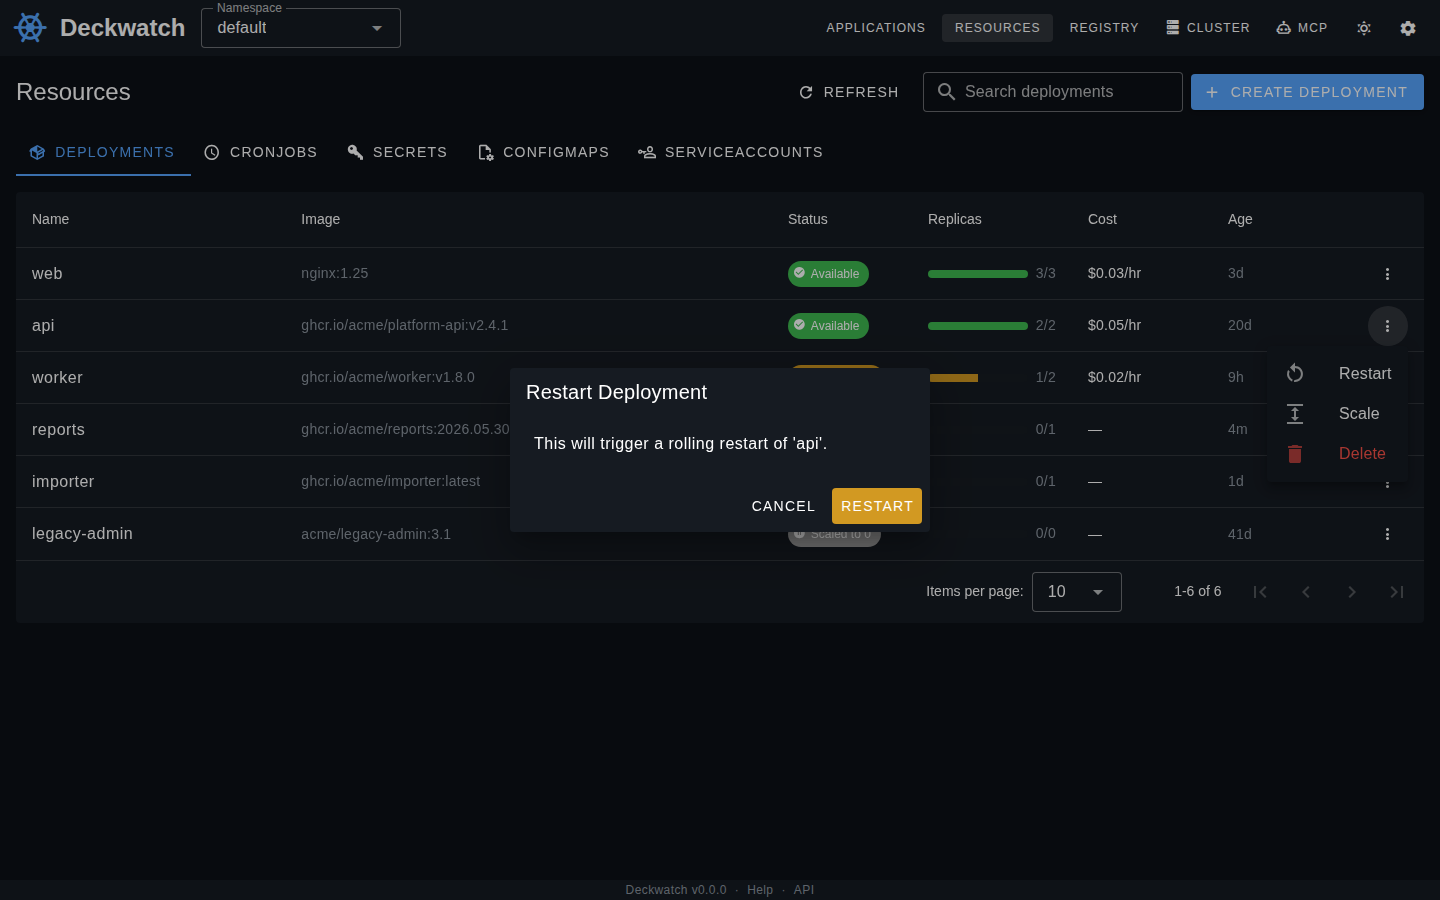 Deckwatch
Namespace
default
APPLICATIONS
RESOURCES
REGISTRY
CLUSTER
MCP
Resources
REFRESH
Search deployments
CREATE DEPLOYMENT
DEPLOYMENTS
CRONJOBS
SECRETS
CONFIGMAPS
SERVICEACCOUNTS
Name Image Status Replicas Cost Age
web nginx:1.25 Available 3/3 $0.03/hr 3d
api ghcr.io/acme/platform-api:v2.4.1 Available 2/2 $0.05/hr 20d
worker ghcr.io/acme/worker:v1.8.0 1/2 $0.02/hr 9h
reports ghcr.io/acme/reports:2026.05.30 0/1 — 4m
importer ghcr.io/acme/importer:latest 0/1 — 1d
legacy-admin acme/legacy-admin:3.1 Scaled to 0 0/0 — 41d
Restart
Scale
Delete
Restart Deployment
This will trigger a rolling restart of 'api'.
CANCEL
RESTART
Items per page: 10 1-6 of 6
Deckwatch v0.0.0 · Help · API